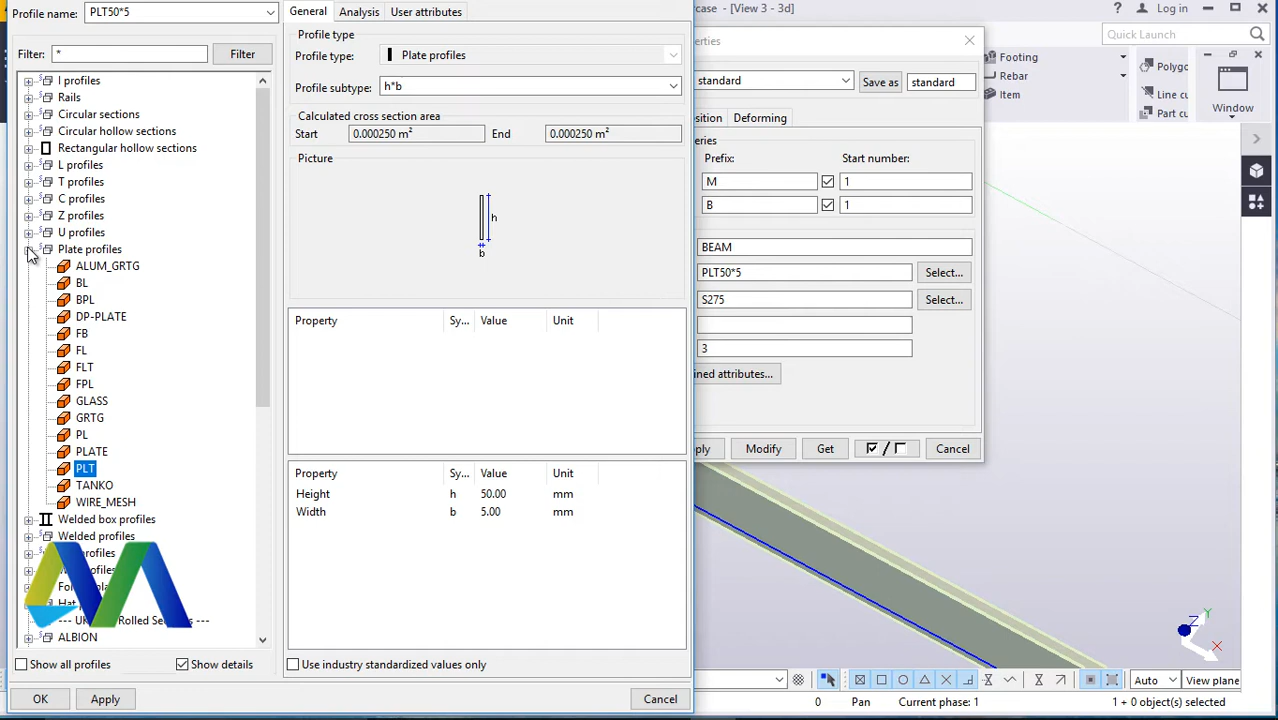 Profile name: PLT50*5
Filter: * Filter
I profiles
Rails
Circular sections
Circular hollow sections
Rectangular hollow sections
L profiles
T profiles
C profiles
Z profiles
U profiles
Plate profiles
ALUM_GRTG
BL
BPL
DP-PLATE
FB
FL
FLT
FPL
GLASS
GRTG
PL
PLATE
PLT
TANKO
WIRE_MESH
Welded box profiles
Welded profiles
ALBION
Show all profiles Show details
OK Apply
General Analysis User attributes
Profile type
Profile type: Plate profiles
Profile subtype: h*b
Calculated cross section area
Start 0.000250 m² End 0.000250 m²
Picture
h
b
Property Sy... Value Unit
Property Sy... Value Unit
Height h 50.00 mm
Width b 5.00 mm
Use industry standardized values only
Cancel
rcase - [View 3 - 3d]
? Log in
Quick Launch
erties
standard Save as standard
osition Deforming
eries
Prefix: Start number:
M 1
B 1
BEAM
PLT50*5 Select...
S275 Select...
3
ined attributes...
ply Modify Get / Cancel
Footing
Rebar
Item
Polygo
Line cu
Part cu
Window
Z Y
X
Auto View plane
0 Pan Current phase: 1 1 + 0 object(s) selected